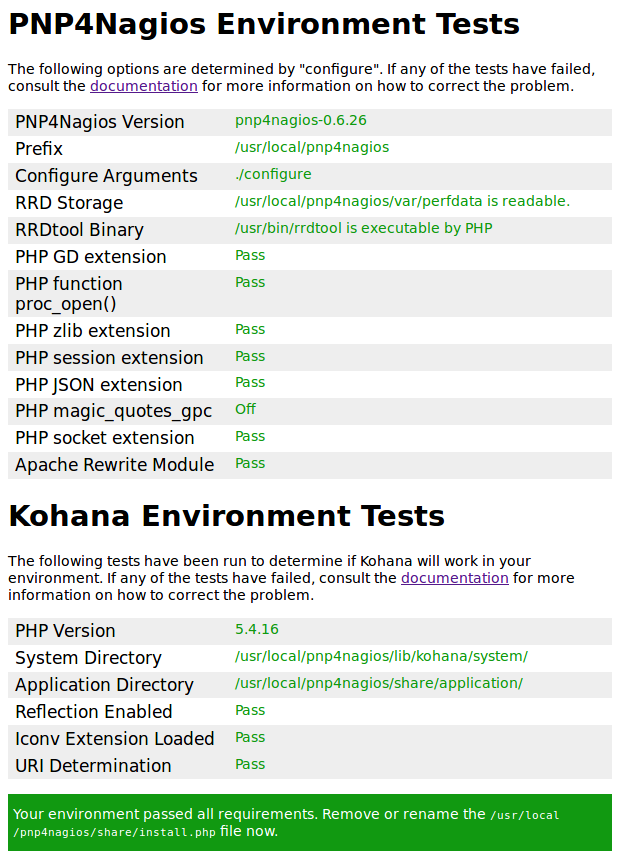 PNP4Nagios Environment Tests
The following options are determined by "configure". If any of the tests have failed,
consult the documentation for more information on how to correct the problem.
PNP4Nagios Version pnp4nagios-0.6.26
Prefix /usr/local/pnp4nagios
Configure Arguments ./configure
RRD Storage /usr/local/pnp4nagios/var/perfdata is readable.
RRDtool Binary /usr/bin/rrdtool is executable by PHP
PHP GD extension Pass
PHP function Pass
proc_open()
PHP zlib extension Pass
PHP session extension Pass
PHP JSON extension Pass
PHP magic_quotes_gpc Off
PHP socket extension Pass
Apache Rewrite Module Pass
Kohana Environment Tests
The following tests have been run to determine if Kohana will work in your
environment. If any of the tests have failed, consult the documentation for more
information on how to correct the problem.
PHP Version 5.4.16
System Directory /usr/local/pnp4nagios/lib/kohana/system/
Application Directory /usr/local/pnp4nagios/share/application/
Reflection Enabled Pass
Iconv Extension Loaded Pass
URI Determination Pass
Your environment passed all requirements. Remove or rename the /usr/local
/pnp4nagios/share/install.php file now.